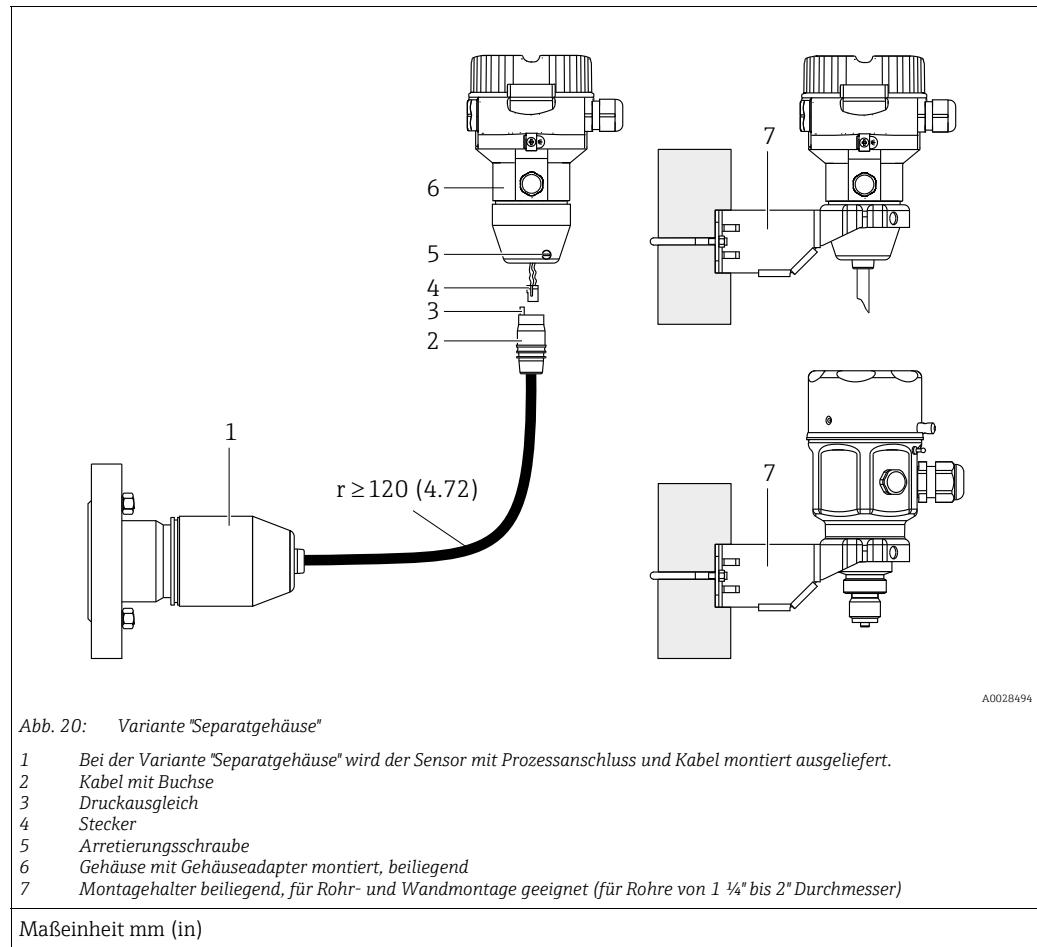 7
6
5
4
3
2
1
r ≥ 120 (4.72)
7
A0028494
Abb. 20: Variante "Separatgehäuse"
1 Bei der Variante "Separatgehäuse" wird der Sensor mit Prozessanschluss und Kabel montiert ausgeliefert.
2 Kabel mit Buchse
3 Druckausgleich
4 Stecker
5 Arretierungsschraube
6 Gehäuse mit Gehäuseadapter montiert, beiliegend
7 Montagehalter beiliegend, für Rohr- und Wandmontage geeignet (für Rohre von 1 ¼" bis 2" Durchmesser)
Maßeinheit mm (in)